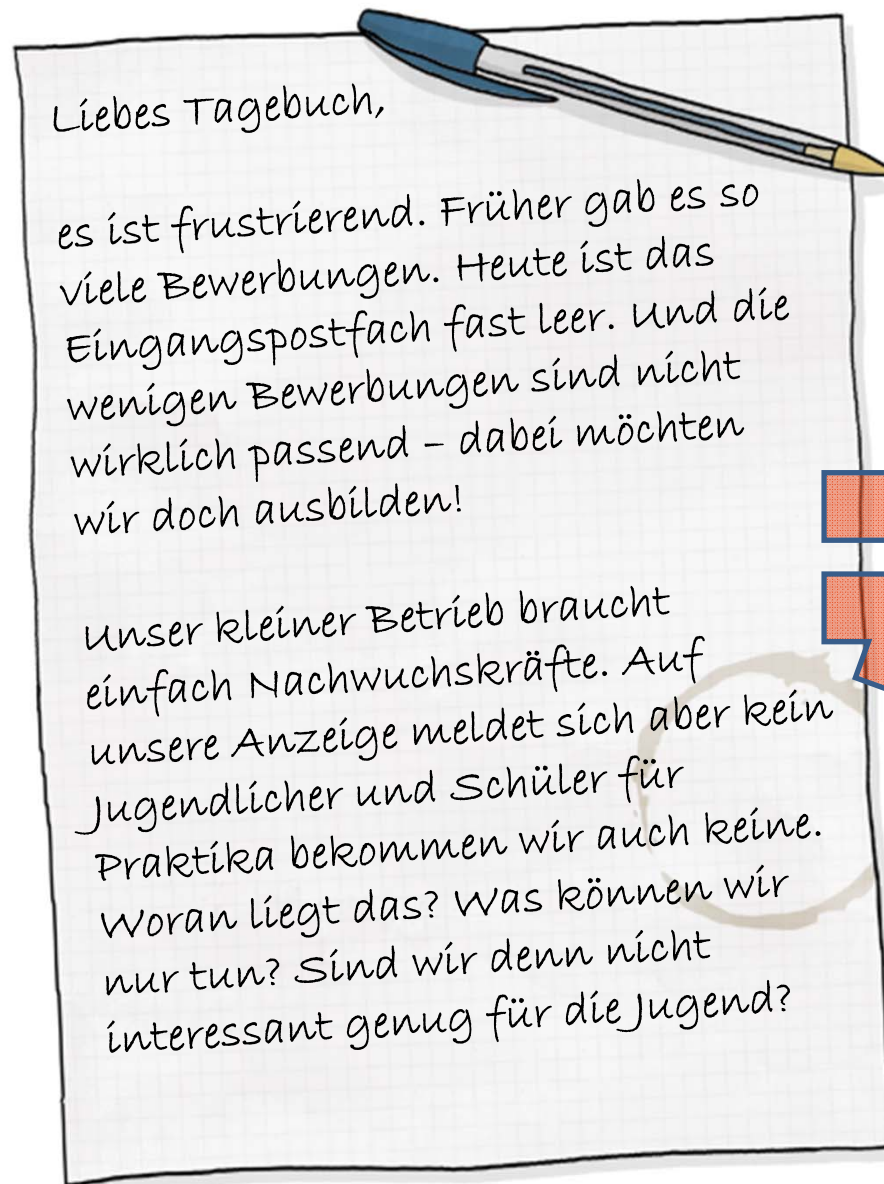 Liebes Tagebuch,
es ist frustrierend. Früher gab es so
viele Bewerbungen. Heute ist das
Eingangspostfach fast leer. Und die
wenigen Bewerbungen sind nicht
wirklich passend – dabei möchten
wir doch ausbilden!
Unser kleiner Betrieb braucht
einfach Nachwuchskräfte. Auf
unsere Anzeige meldet sich aber kein
Jugendlicher und Schüler für
Praktika bekommen wir auch keine.
Woran liegt das? Was können wir
nur tun? Sind wir denn nicht
interessant genug für die Jugend?